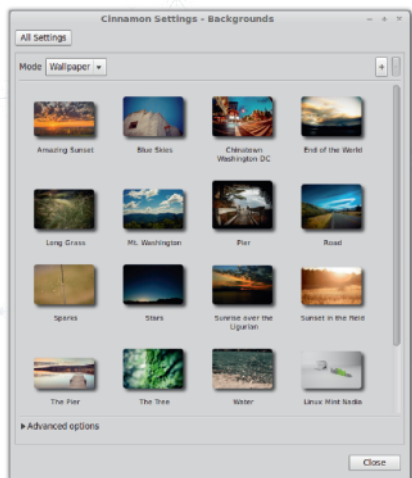 Cinnamon Settings - Backgrounds
All Settings
Mode Wallpaper
Amazing Sunset
Blue Skies
Chinatown
Washington DC
End of the World
Long Grass
Mt. Washington
Pier
Road
Sparks
Stars
Sunrise over the
Ligurian
Sunset in the Field
The Pier
The Tree
Water
Linux Mint Nadia
Advanced options
Close